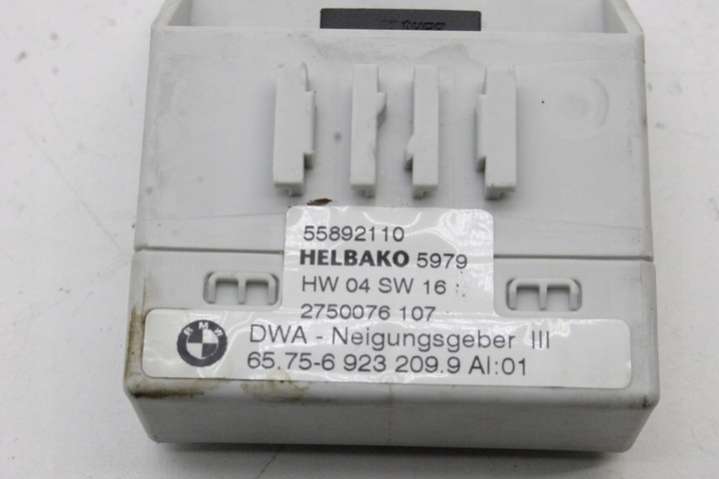 55892110
HELBAKO 5979
HW 04 SW 16 :
2750076 107
BMW
DWA - Neigungsgeber III
65.75-6 923 209.9 AI:01